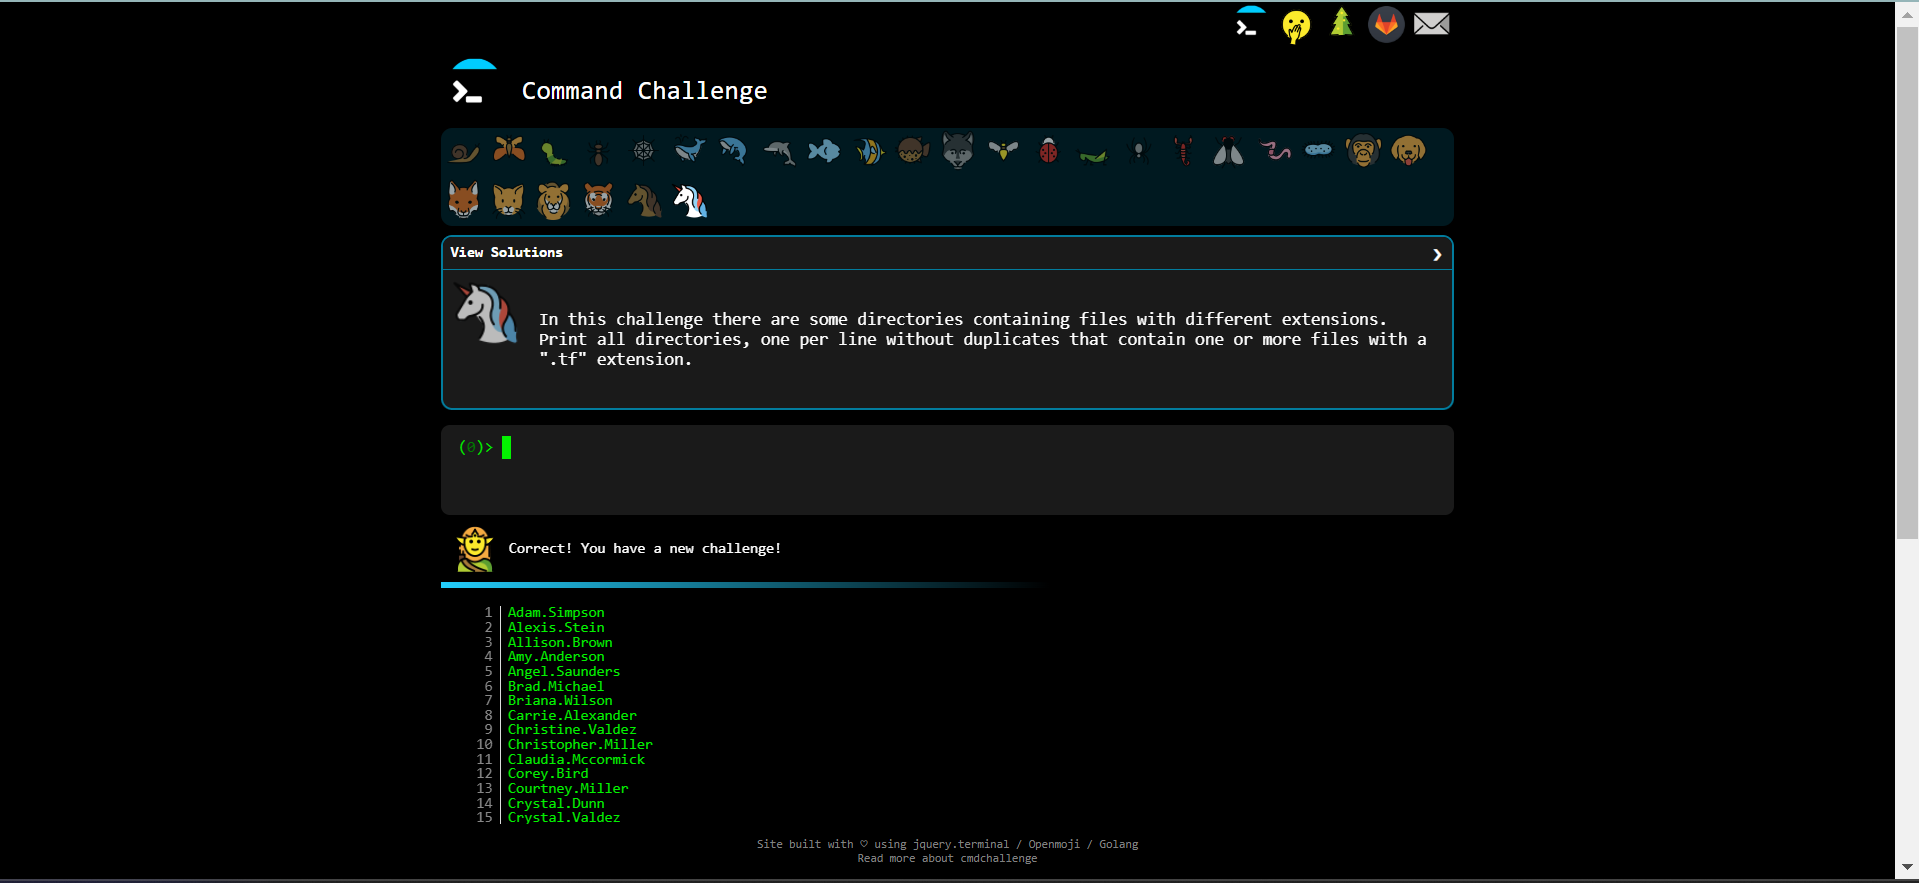 Command Challenge
View Solutions
In this challenge there are some directories containing files with different extensions.
Print all directories, one per line without duplicates that contain one or more files with a
".tf" extension.
(0)>
Correct! You have a new challenge!
1 Adam.Simpson
2 Alexis.Stein
3 Allison.Brown
4 Amy.Anderson
5 Angel.Saunders
6 Brad.Michael
7 Briana.Wilson
8 Carrie.Alexander
9 Christine.Valdez
10 Christopher.Miller
11 Claudia.Mccormick
12 Corey.Bird
13 Courtney.Miller
14 Crystal.Dunn
15 Crystal.Valdez
Site built with ♡ using jquery.terminal / Openmoji / Golang
Read more about cmdchallenge